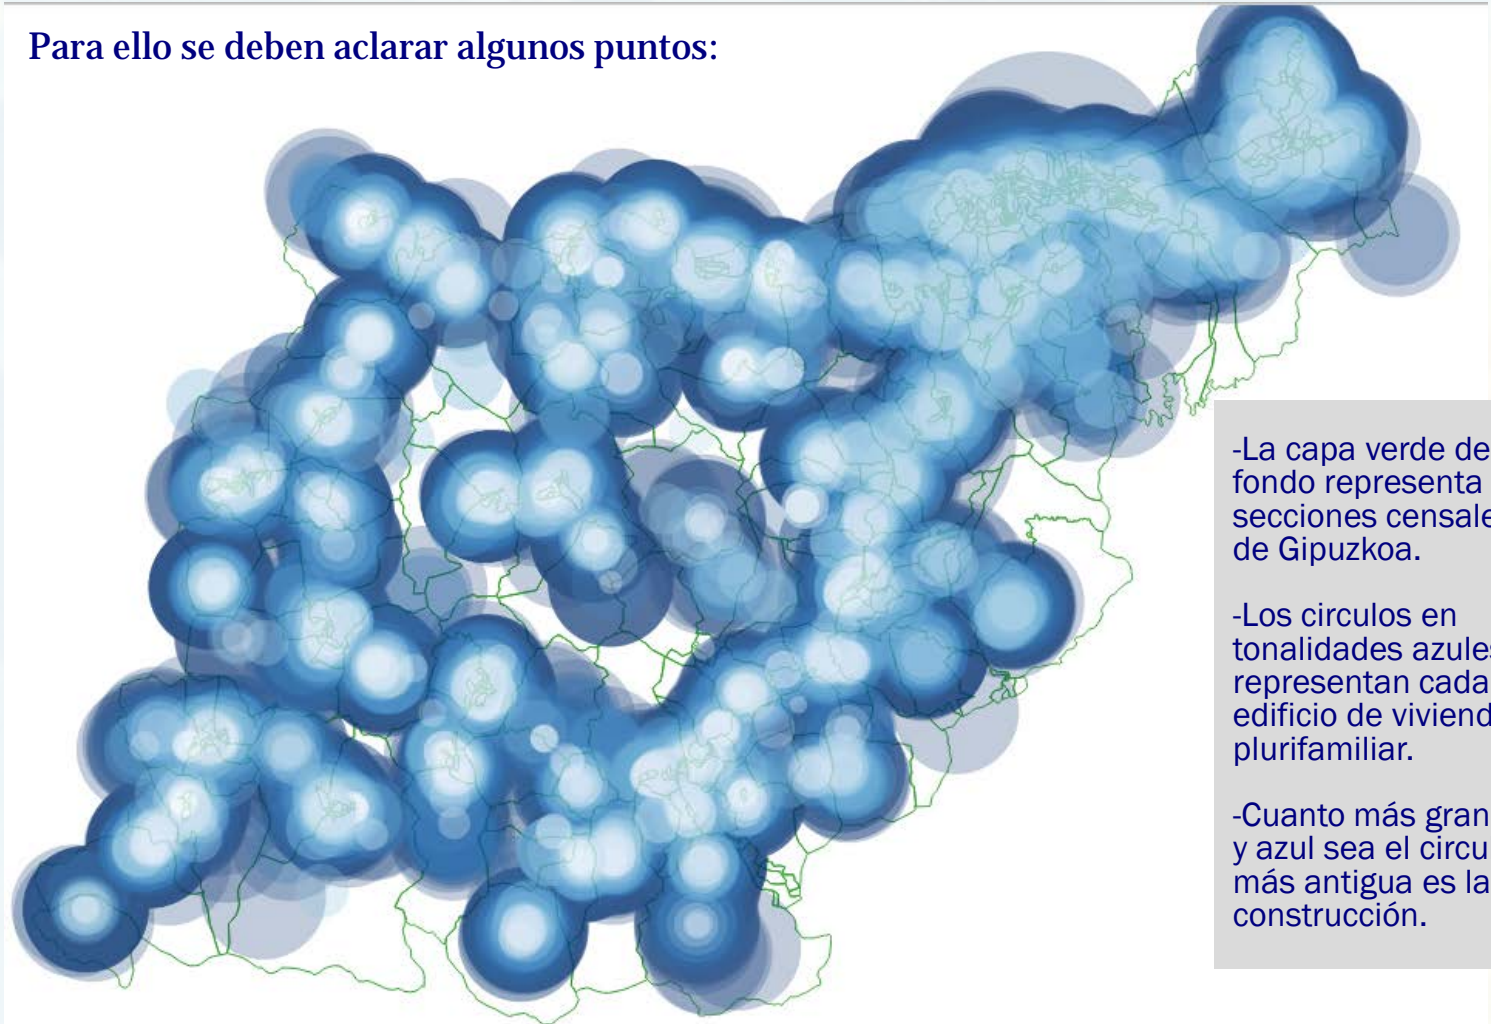 Para ello se deben aclarar algunos puntos:
-La capa verde de
fondo representa
secciones censale
de Gipuzkoa.
-Los circulos en
tonalidades azules
representan cada
edificio de viviend
plurifamiliar.
-Cuanto más gran
y azul sea el circu
más antigua es la
construcción.